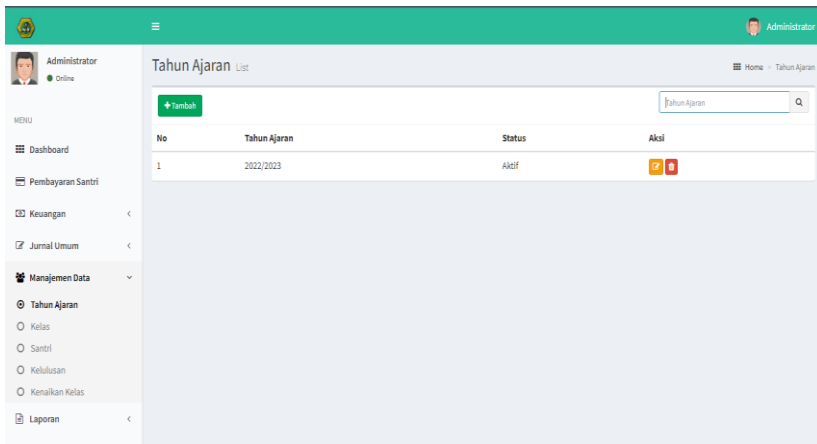 Administrator
Administrator
Online
Tahun Ajaran List
Home > Tahun Ajaran
MENU
Dashboard
Pembayaran Santri
Keuangan
Jurnal Umum
Manajemen Data
Tahun Ajaran
Kelas
Santri
Kelulusan
Kenaikan Kelas
Laporan
+Tambah
Tahun Ajaran
No Tahun Ajaran Status Aksi
1 2022/2023 Aktif